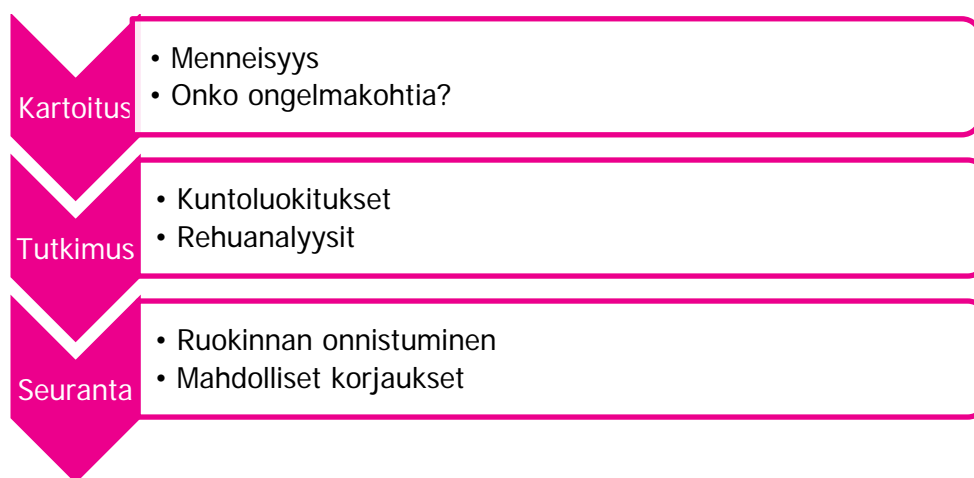 Kartoitus
• Menneisyys
• Onko ongelmakohtia?
Tutkimus
• Kuntoluokitukset
• Rehuanalyysit
Seuranta
• Ruokinnan onnistuminen
• Mahdolliset korjaukset